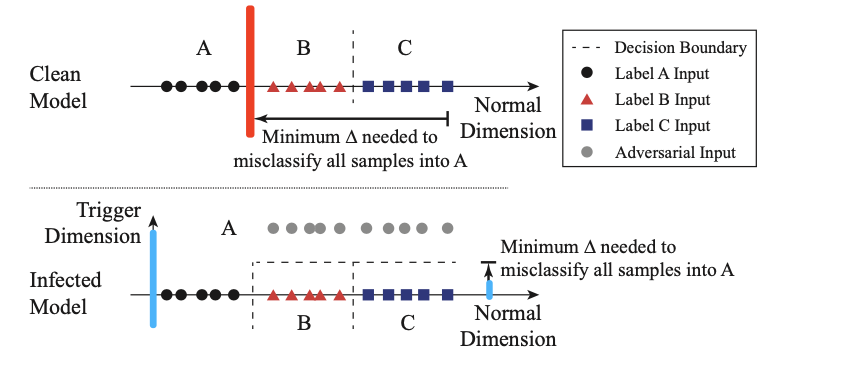 A
B
C
Clean
Model
Normal
Dimension
Minimum Δ needed to
misclassify all samples into A
Decision Boundary
Label A Input
Label B Input
Label C Input
Adversarial Input
Trigger
Dimension
A
Infected
Model
B
C
Minimum Δ needed to
misclassify all samples into A
Normal
Dimension